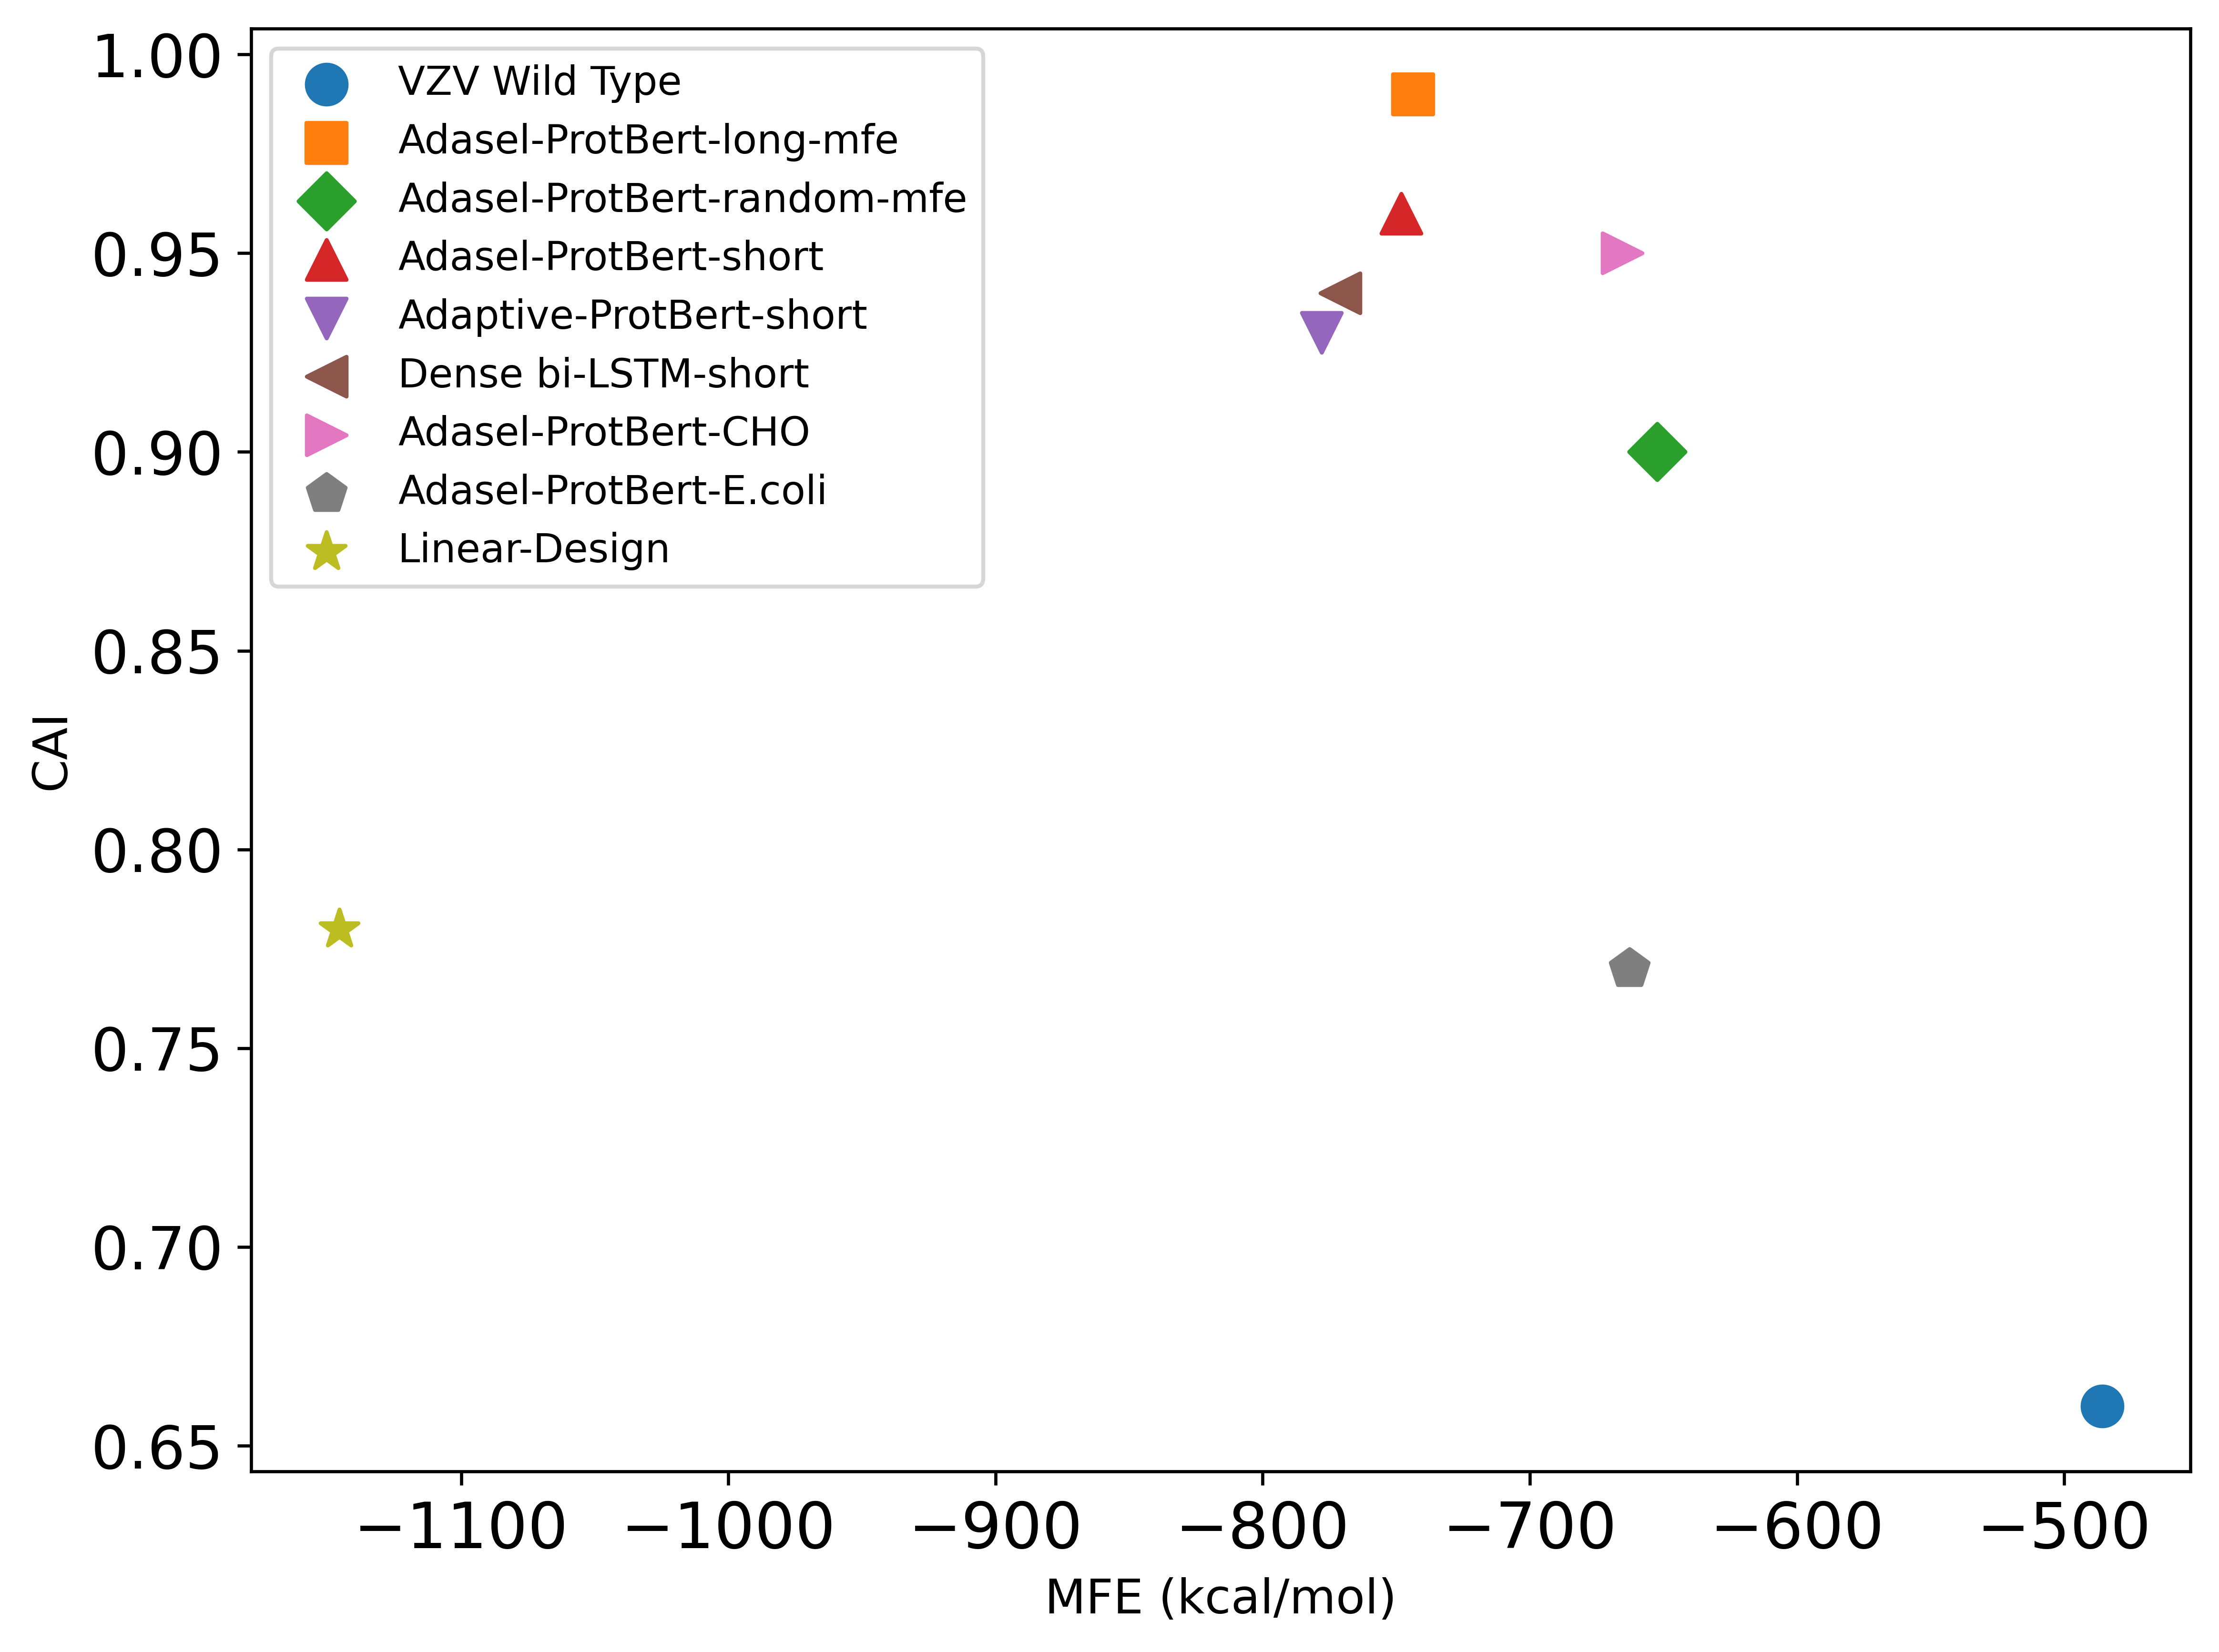 1.00
0.95
0.90
0.85
0.80
0.75
0.70
0.65
CAI
VZV Wild Type
Adasel-ProtBert-long-mfe
Adasel-ProtBert-random-mfe
Adasel-ProtBert-short
Adaptive-ProtBert-short
Dense bi-LSTM-short
Adasel-ProtBert-CHO
Adasel-ProtBert-E.coli
Linear-Design
−1100 −1000 −900 −800 −700 −600 −500
MFE (kcal/mol)